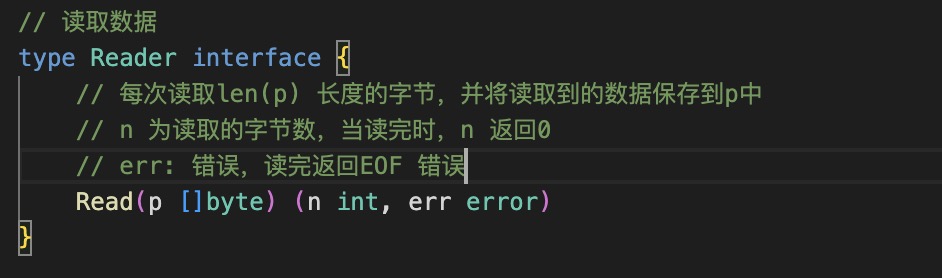 // 读取数据
type Reader interface {
// 每次读取len(p) 长度的字节，并将读取到的数据保存到p中
// n 为读取的字节数，当读完时，n 返回0
// err: 错误，读完返回EOF 错误
Read(p []byte) (n int, err error)
}